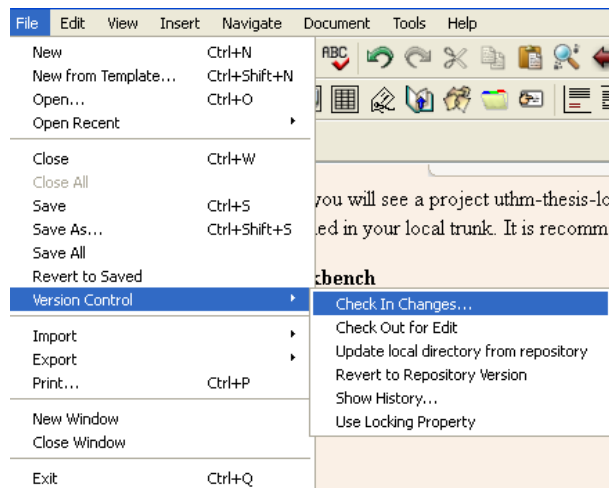 File Edit View Insert Navigate Document Tools Help
New Ctrl+N
New from Template... Ctrl+Shift+N
Open... Ctrl+O
Open Recent
ABC
Close Ctrl+W
Close All
Save Ctrl+S
Save As... Ctrl+Shift+S
Save All
Revert to Saved
Version Control
Import
Export
Print... Ctrl+P
New Window
Close Window
Exit Ctrl+Q
you will see a project uthm-thesis-lo
ed in your local trunk. It is recomm
kbench
Check In Changes...
Check Out for Edit
Update local directory from repository
Revert to Repository Version
Show History...
Use Locking Property